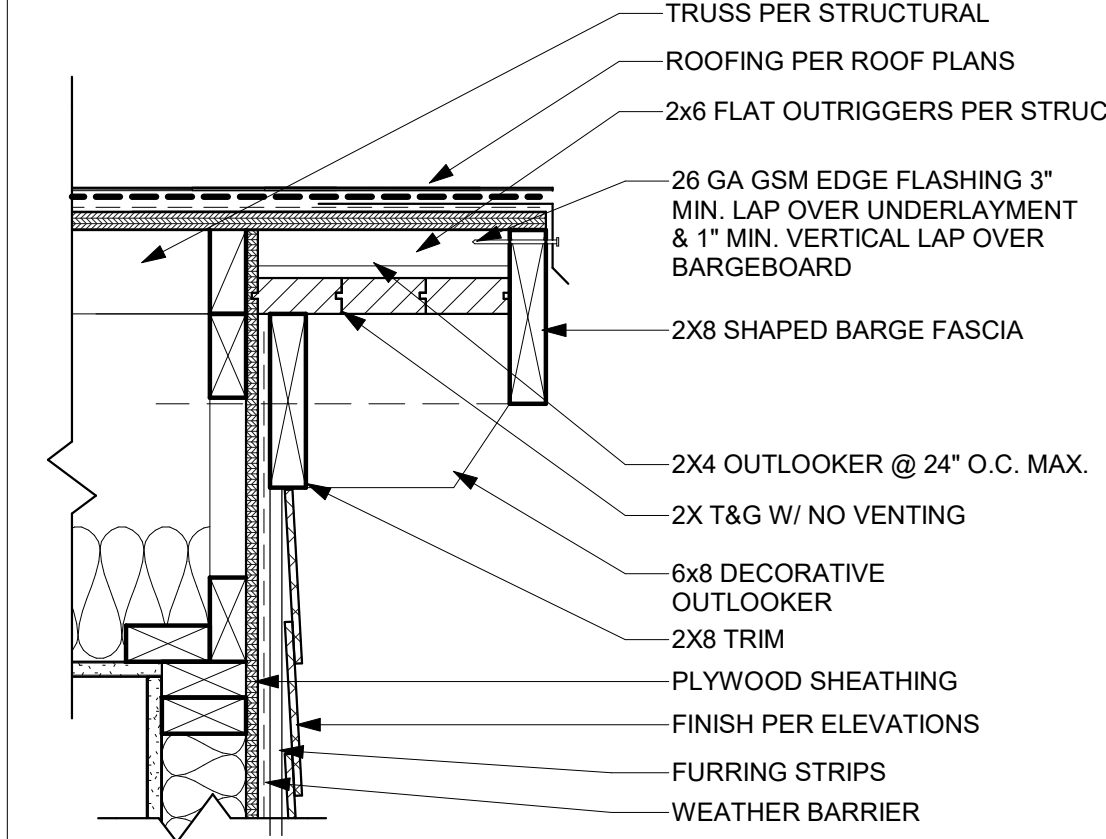 TRUSS PER STRUCTURAL
ROOFING PER ROOF PLANS
2x6 FLAT OUTRIGGERS PER STRUC
26 GA GSM EDGE FLASHING 3"
MIN. LAP OVER UNDERLAYMENT
& 1" MIN. VERTICAL LAP OVER
BARGEBOARD
2X8 SHAPED BARGE FASCIA
2X4 OUTLOOKER @ 24" O.C. MAX.
2X T&G W/ NO VENTING
6x8 DECORATIVE
OUTLOOKER
2X8 TRIM
PLYWOOD SHEATHING
FINISH PER ELEVATIONS
FURRING STRIPS
WEATHER BARRIER